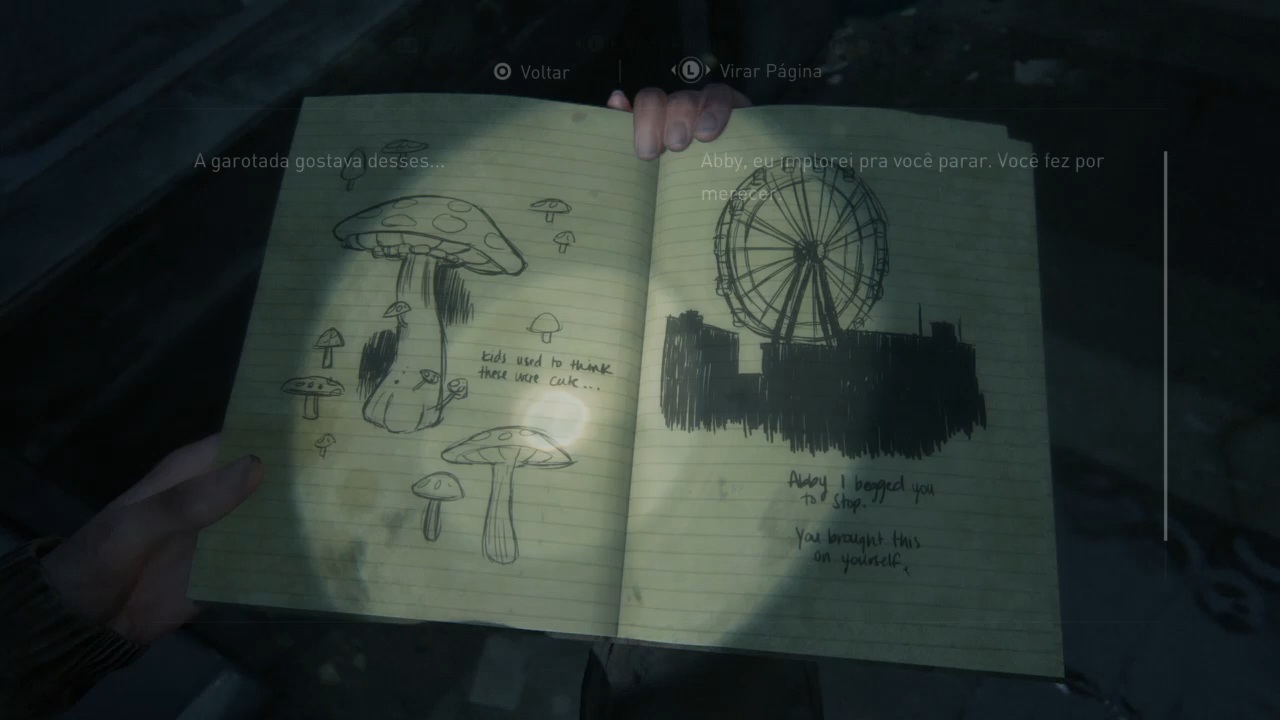 Voltar
L
Virar Página
A garotada gostava desses...
Abby, eu implorei pra você parar. Você fez por
merecer.
kids used to think
these were cute...
Abby I begged you
to stop.
You brought this
on yourself.